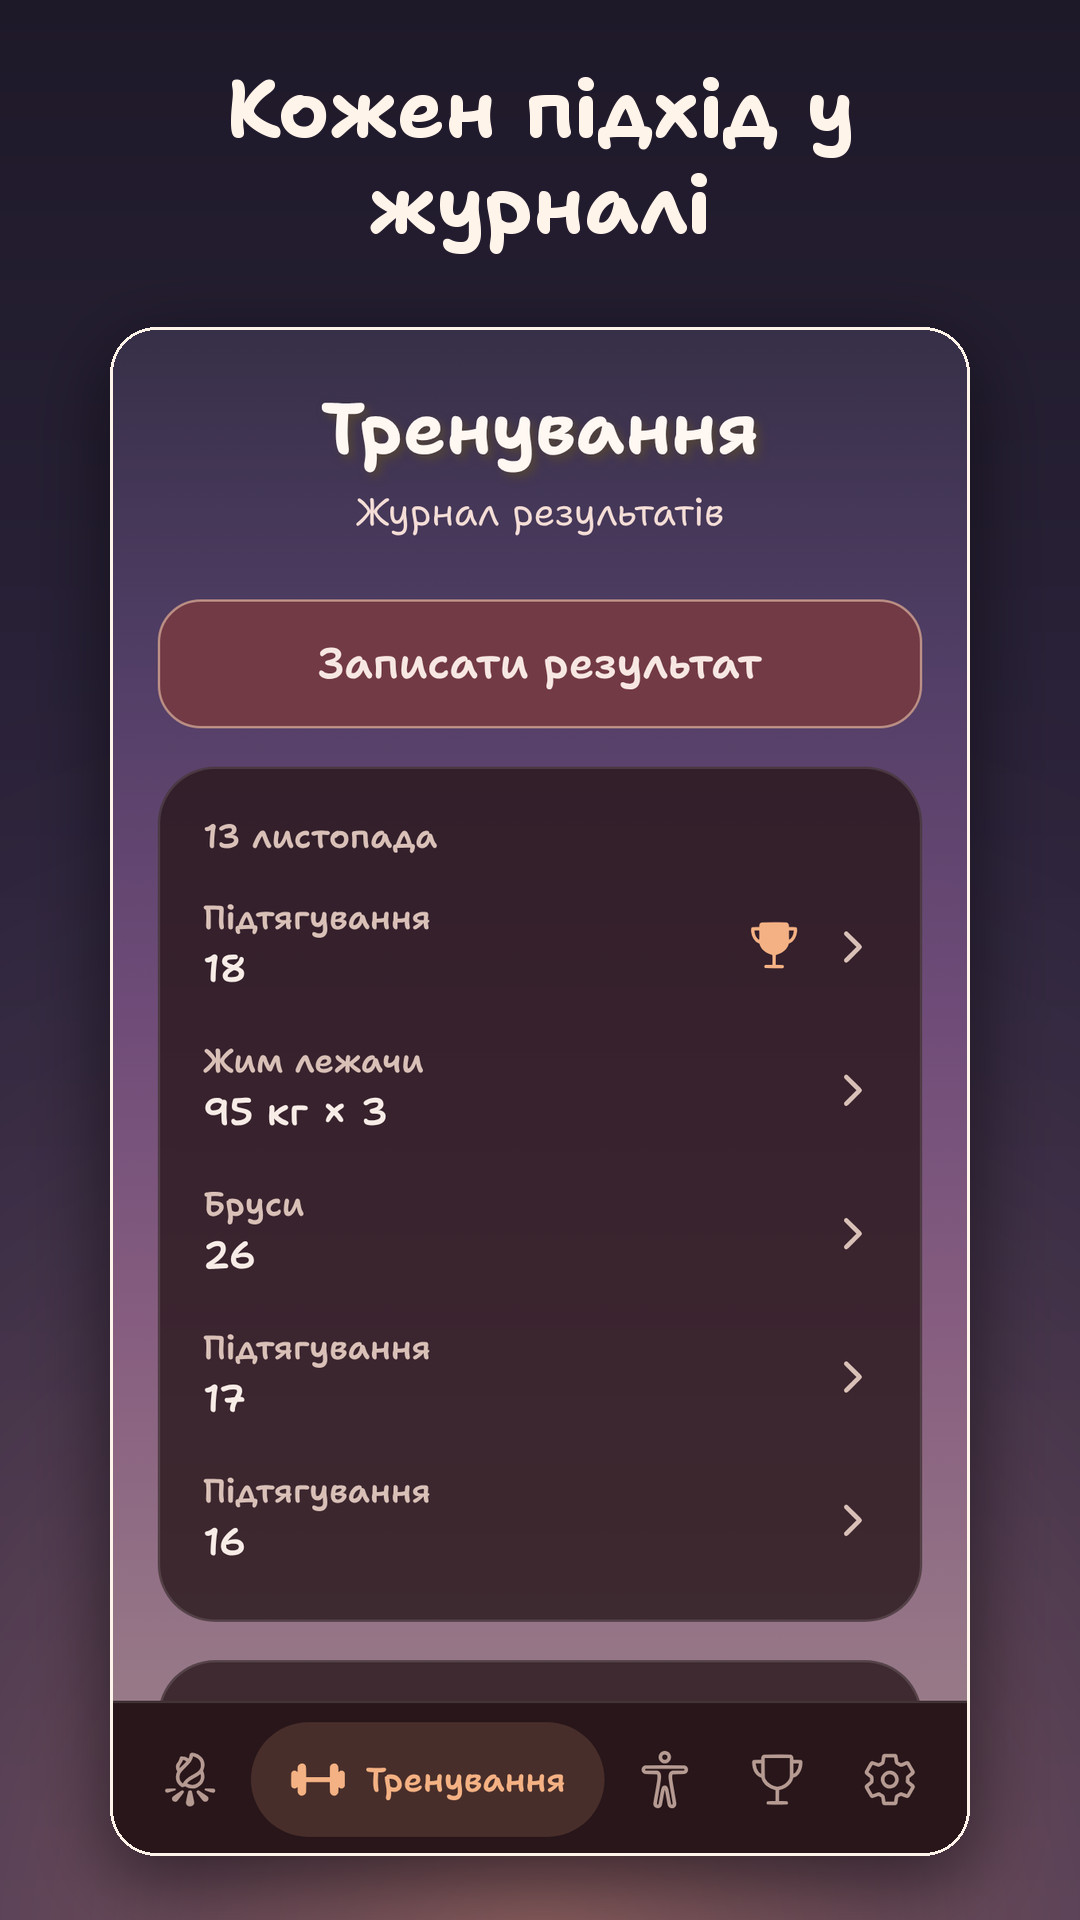 Кожен підхід у
журналі
Тренування
Журнал результатів
Записати результат
13 листопада
Підтягування
18
Жим лежачи
95 кг × 3
Бруси
26
Підтягування
17
Підтягування
16
Тренування